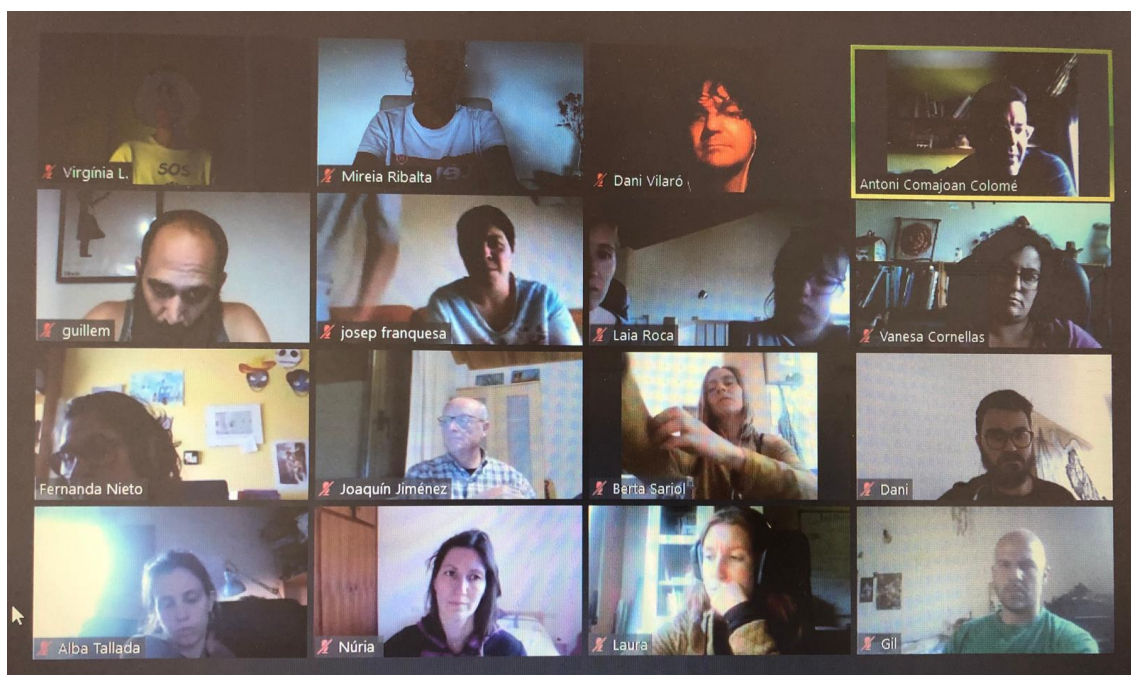 Virgínia L.
SOS
Mireia Ribalta
Dani Vilaró
Antoni Comajoan Colomé
guillem
josep franquesa
Laia Roca
Vanesa Cornellas
Fernanda Nieto
Joaquín Jiménez
Berta Sariol
Dani
Alba Tallada
Núria
Laura
Gil